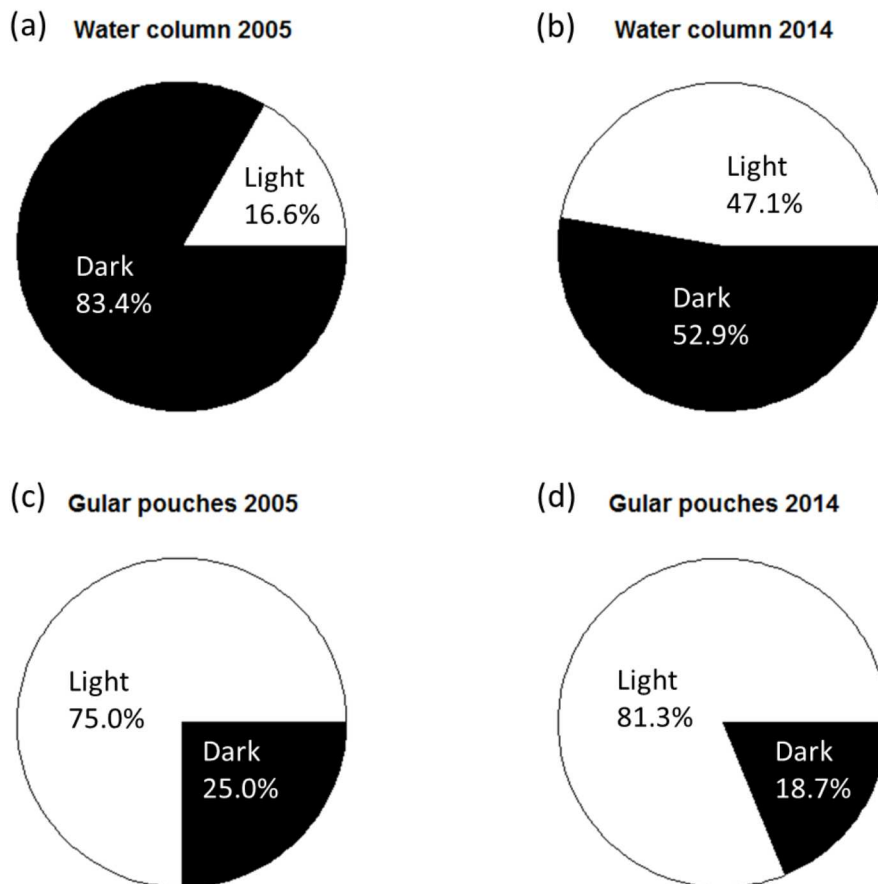 (a) Water column 2005
Light
16.6%
Dark
83.4%
(b) Water column 2014
Light
47.1%
Dark
52.9%
(c) Gular pouches 2005
Light
75.0%
Dark
25.0%
(d) Gular pouches 2014
Light
81.3%
Dark
18.7%